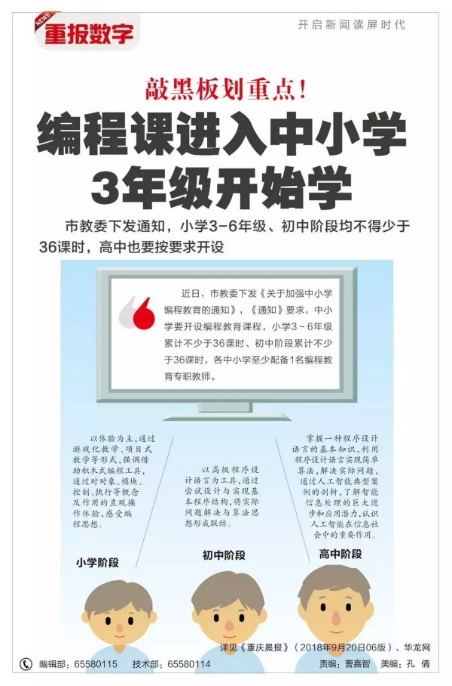 NEWS
重报数字
开启新闻读屏时代
敲黑板划重点！
编程课进入中小学
3年级开始学
市教委下发通知，小学3-6年级、初中阶段均不得少于
36课时，高中也要按要求开设
近日，市教委下发《关于加强中小学
编程教育的通知》，《通知》要求，中小
学要开设编程教育课程，小学3～6年级
累计不少于36课时、初中阶段累计不少
于36课时，各中小学至少配备1名编程教
育专职教师。
以体验为主，通过
游戏化教学、项目式
教学等形式，强调借
助积木式编程工具，
通过对对象、模块、
控制、执行等概念
及作用的直观操
作体验，感受编
程思想。
小学阶段
以高级程序设
计语言为工具，通过
尝试设计与实现基
本程序结构，将实际
问题解决与算法思
想形成联结。
初中阶段
掌握一种程序设计
语言的基本知识，利用
程序设计语言实现简单
算法，解决实际问题，
通过人工智能典型案
例的剖析，了解智能
信息处理的巨大进
步和应用潜力，认识
人工智能在信息社
会中的重要作用。
高中阶段
详见《重庆晨报》（2018年9月20日06版）、华龙网
编辑部：65580115 技术部：65580114 责编：曹嘉智 美编：孔 倩